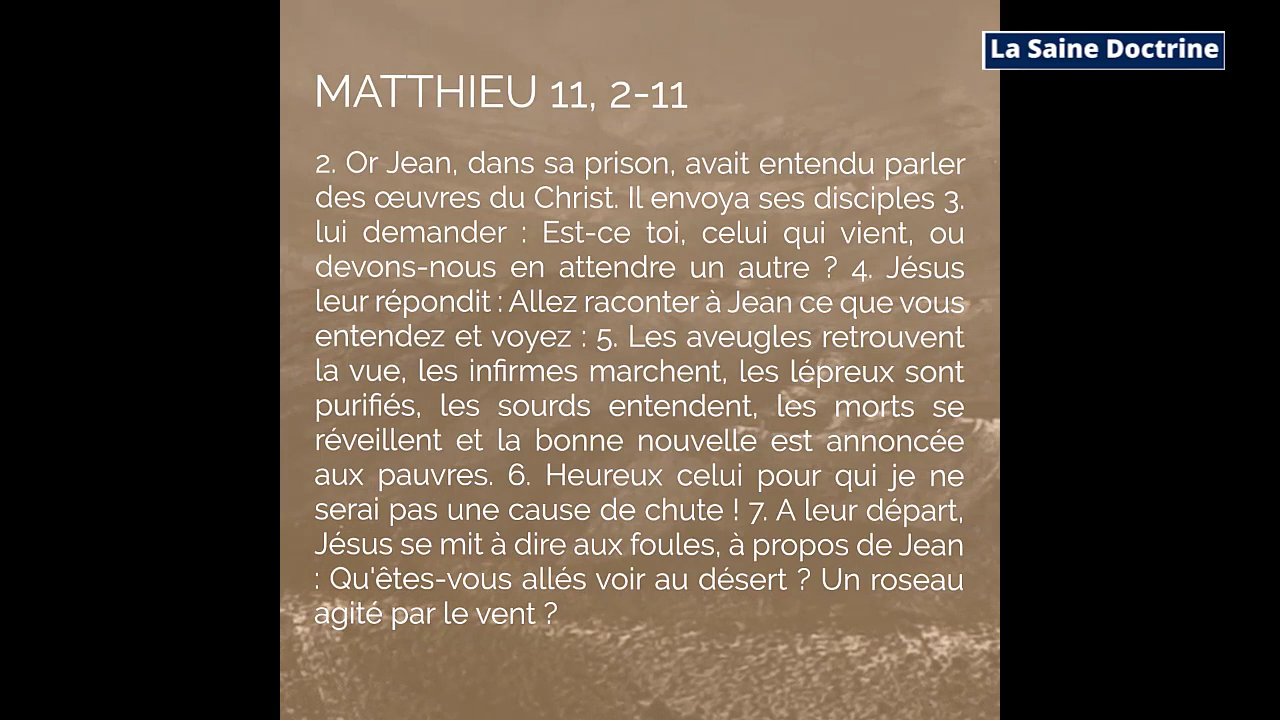 La Saine Doctrine
MATTHIEU 11, 2-11
2. Or Jean, dans sa prison, avait entendu parler
des œuvres du Christ. Il envoya ses disciples 3.
lui demander : Est-ce toi, celui qui vient, ou
devons-nous en attendre un autre ? 4. Jésus
leur répondit : Allez raconter à Jean ce que vous
entendez et voyez : 5. Les aveugles retrouvent
la vue, les infirmes marchent, les lépreux sont
purifiés, les sourds entendent, les morts se
réveillent et la bonne nouvelle est annoncée
aux pauvres. 6. Heureux celui pour qui je ne
serai pas une cause de chute ! 7. A leur départ,
Jésus se mit à dire aux foules, à propos de Jean
: Qu'êtes-vous allés voir au désert ? Un roseau
agité par le vent ?